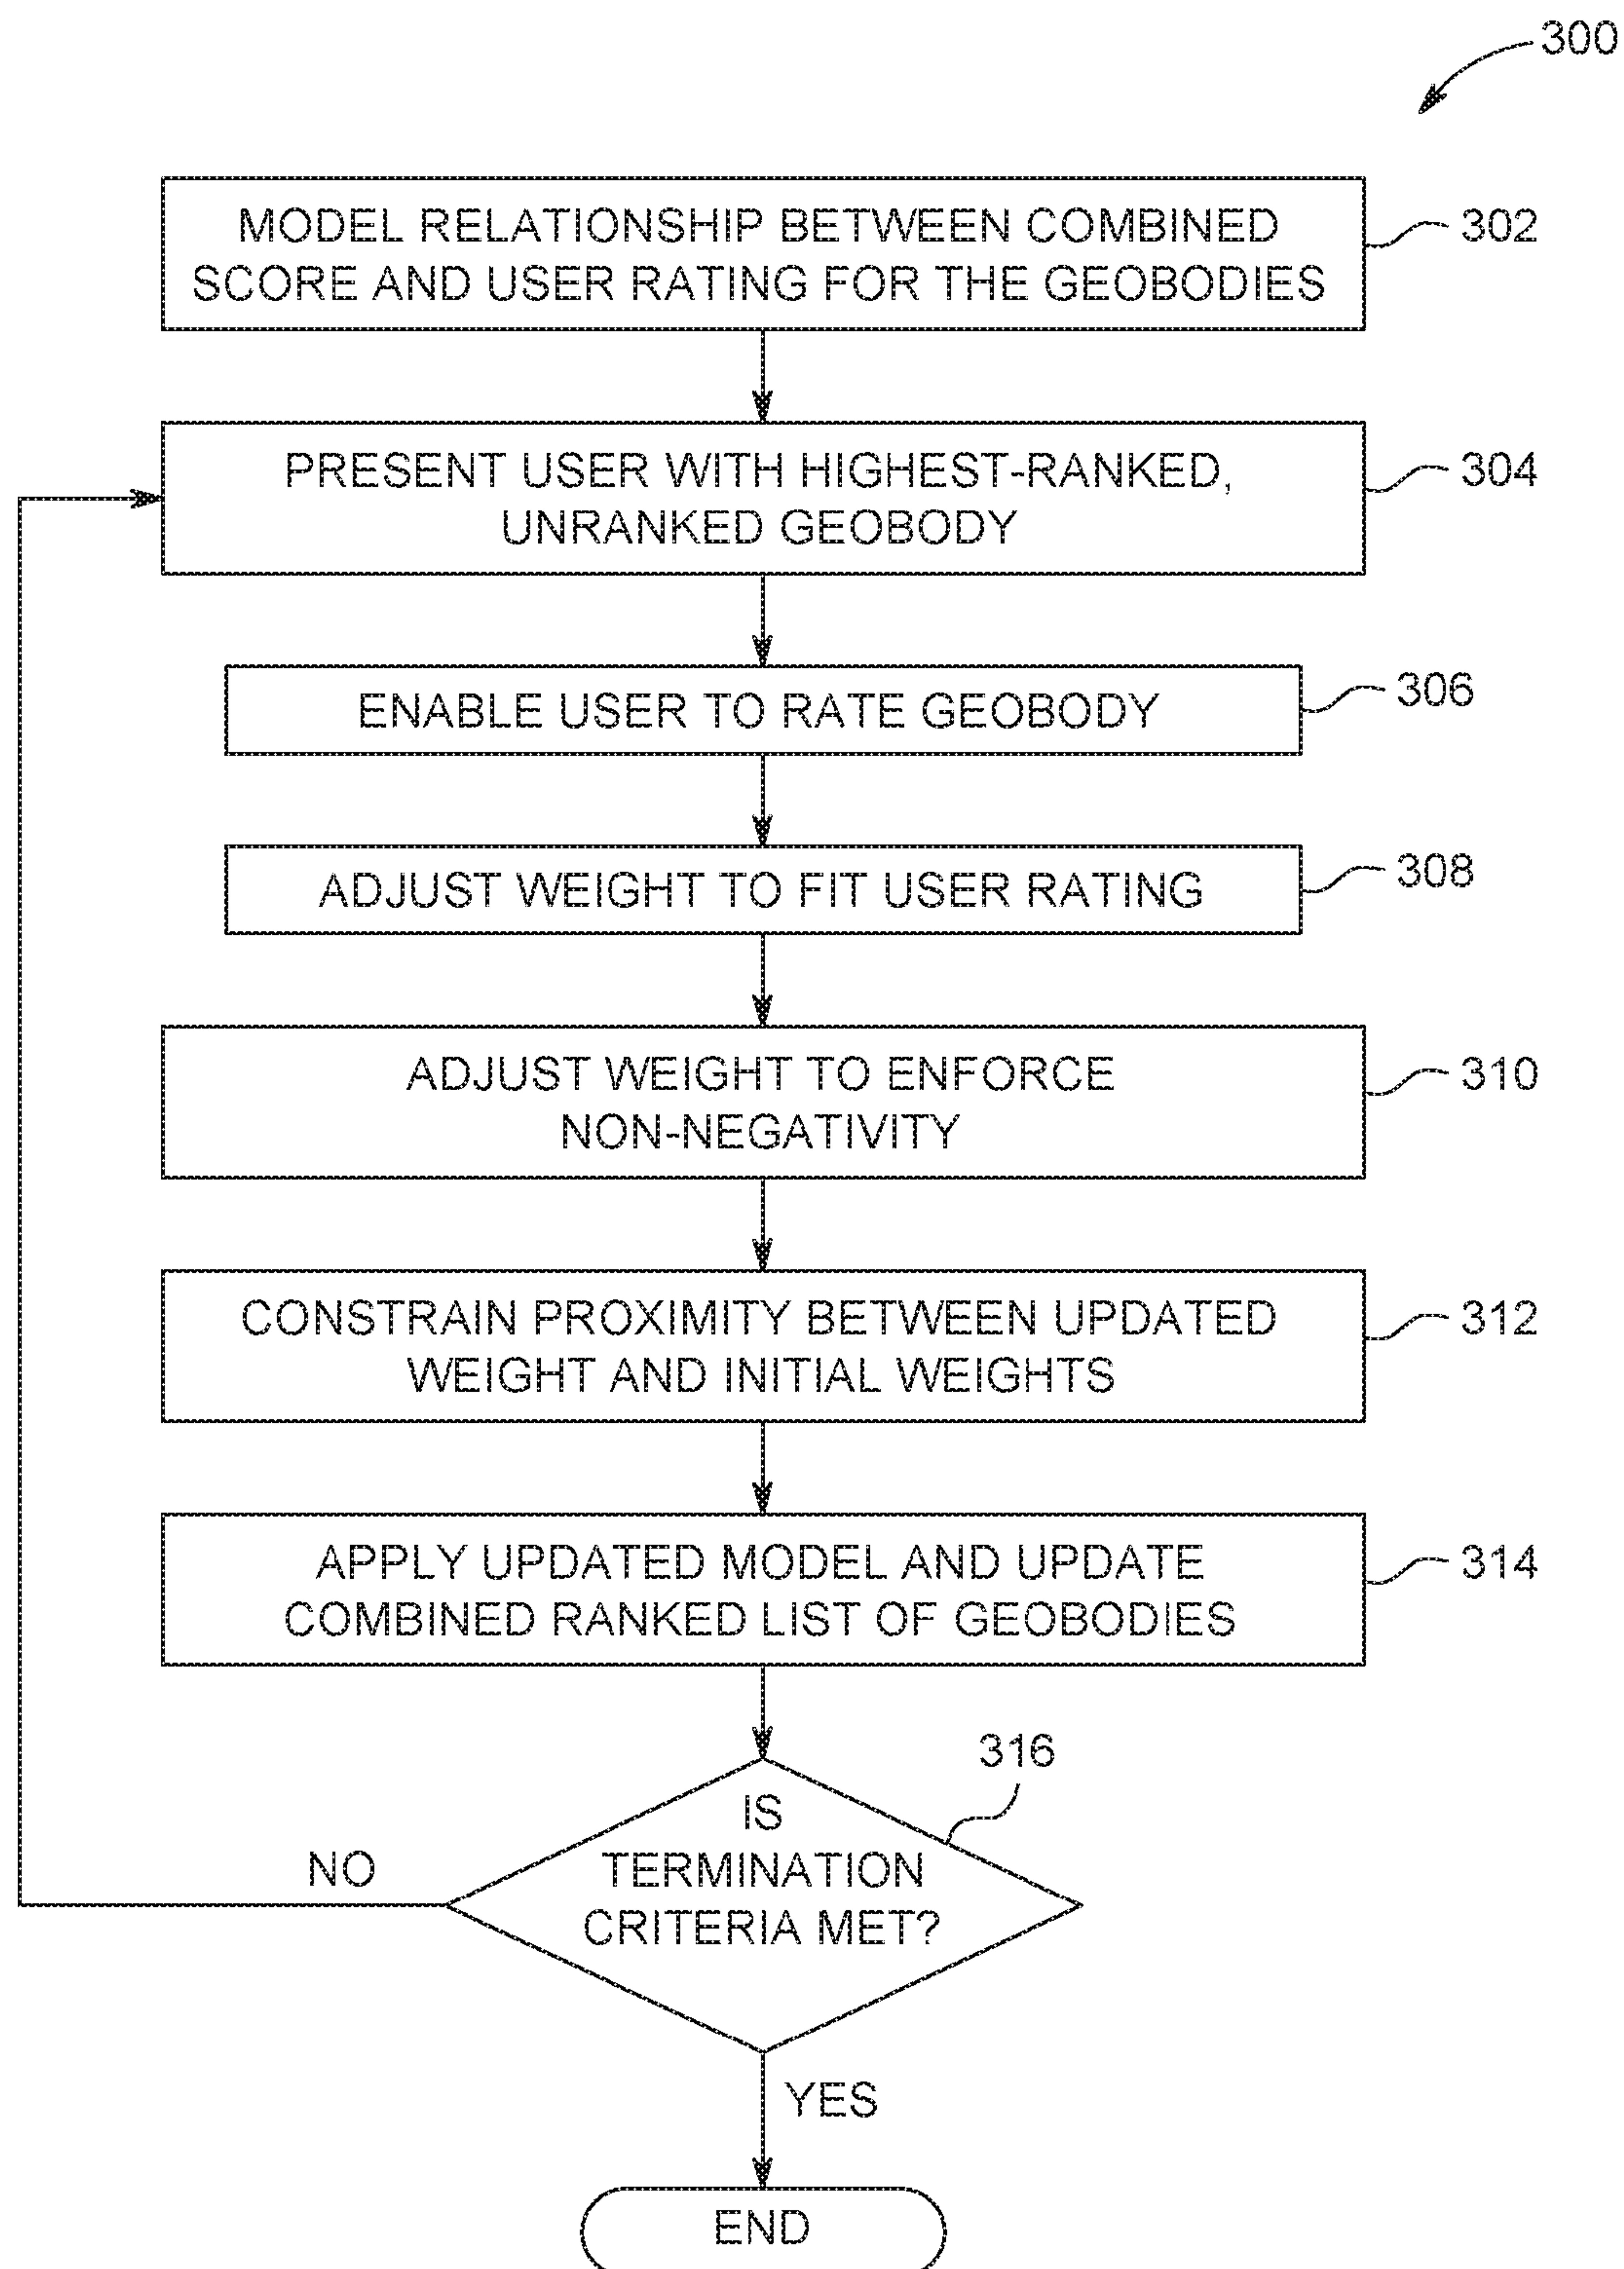 300
MODEL RELATIONSHIP BETWEEN COMBINED
SCORE AND USER RATING FOR THE GEOBODIES
302
PRESENT USER WITH HIGHEST-RANKED,
UNRANKED GEOBODY
304
ENABLE USER TO RATE GEOBODY
306
ADJUST WEIGHT TO FIT USER RATING
308
ADJUST WEIGHT TO ENFORCE
NON-NEGATIVITY
310
CONSTRAIN PROXIMITY BETWEEN UPDATED
WEIGHT AND INITIAL WEIGHTS
312
APPLY UPDATED MODEL AND UPDATE
COMBINED RANKED LIST OF GEOBODIES
314
316
IS
TERMINATION
CRITERIA MET?
NO
YES
END